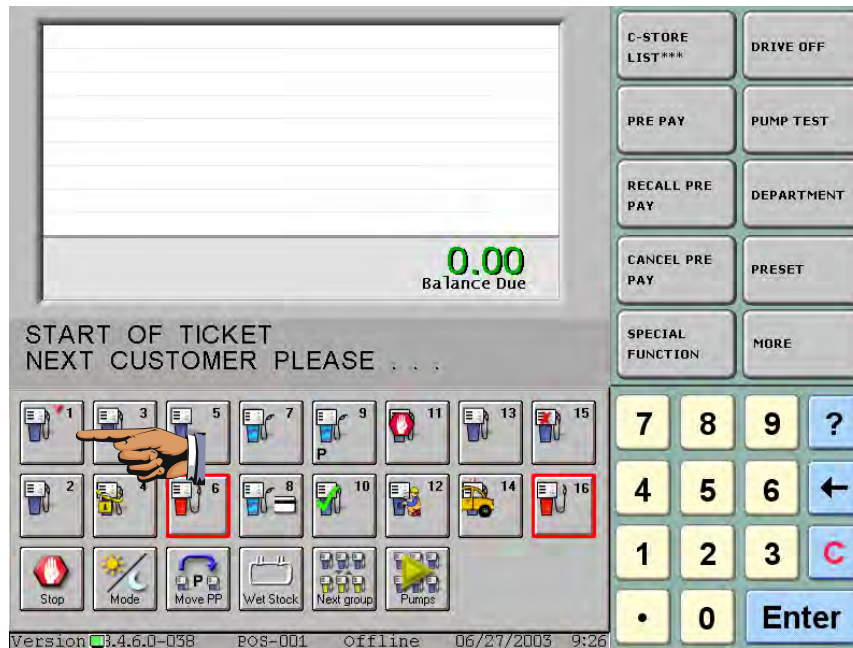 C-STORE
LIST***
DRIVE OFF
PRE PAY
PUMP TEST
RECALL PRE
PAY
DEPARTMENT
CANCEL PRE
PAY
PRESET
SPECIAL
FUNCTION
MORE
0.00
Balance Due
START OF TICKET
NEXT CUSTOMER PLEASE . . .
1 3 5 7 9 11 13 15
P
2 4 6 8 10 12 14 16
Stop Mode P Move PP Wet Stock Next group Pumps
7 8 9 ?
4 5 6 ←
1 2 3 C
• 0 Enter
Version 3.4.6.0-038 POS-001 Offline 06/27/2003 9:26